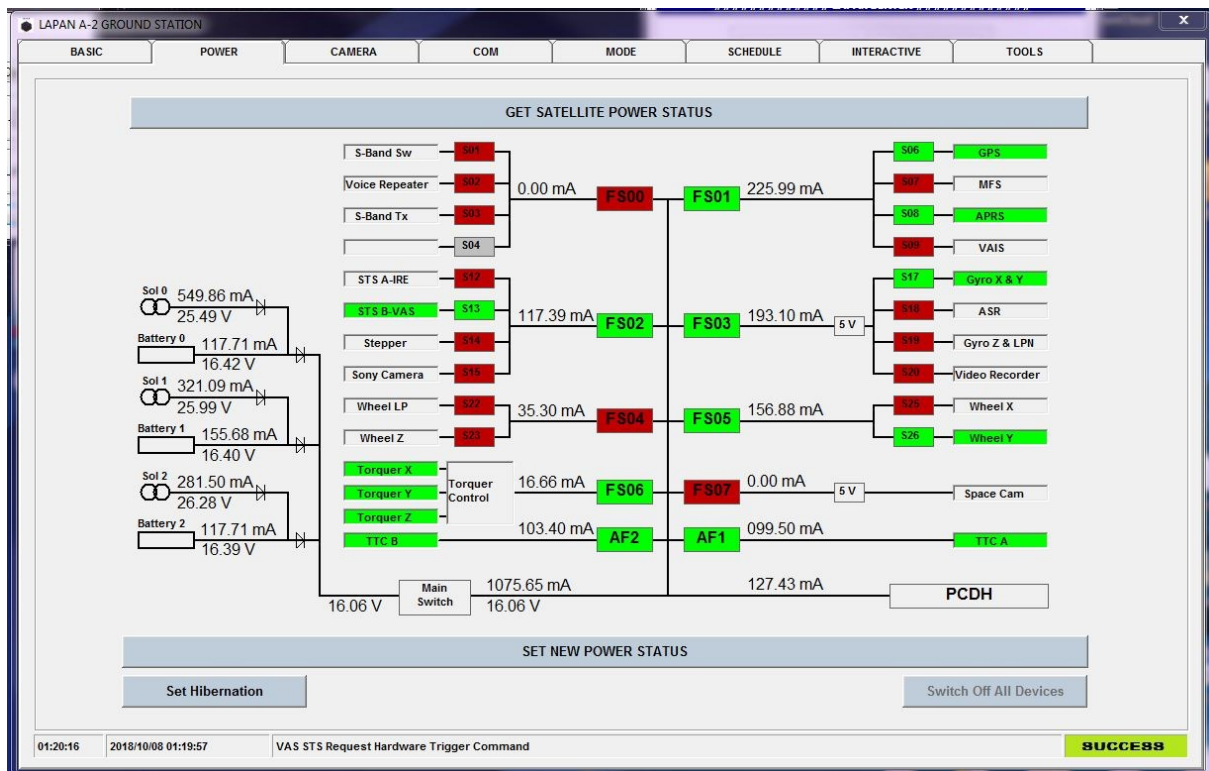 LAPAN A-2 GROUND STATION
x
BASIC POWER CAMERA COM MODE SCHEDULE INTERACTIVE TOOLS
GET SATELLITE POWER STATUS
S-Band Sw S01
Voice Repeater S02
S-Band Tx S03
S04
0.00 mA FS00
FS01 225.99 mA
S06 GPS
S07 MFS
S08 APRS
S09 VAIS
STS A-IRE S12
STS B-VAS S13
Stepper S14
Sony Camera S15
117.39 mA FS02
FS03 193.10 mA 5 V
S17 Gyro X & Y
S18 ASR
S19 Gyro Z & LPN
S20 Video Recorder
Sol 0 549.86 mA
25.49 V
Battery 0 117.71 mA
16.42 V
Sol 1 321.09 mA
25.99 V
Battery 1 155.68 mA
16.40 V
Sol 2 281.50 mA
26.28 V
Battery 2 117.71 mA
16.39 V
Wheel LP S22
Wheel Z S23
35.30 mA FS04
FS05 156.88 mA
S25 Wheel X
S26 Wheel Y
Torquer X
Torquer Y
Torquer Z
Torquer
Control
16.66 mA FS06
FS07 0.00 mA 5 V Space Cam
TTC B 103.40 mA AF2
AF1 099.50 mA TTC A
16.06 V
Main
Switch
1075.65 mA
16.06 V
127.43 mA PCDH
SET NEW POWER STATUS
Set Hibernation Switch Off All Devices
01:20:16 2018/10/08 01:19:57 VAS STS Request Hardware Trigger Command SUCCESS